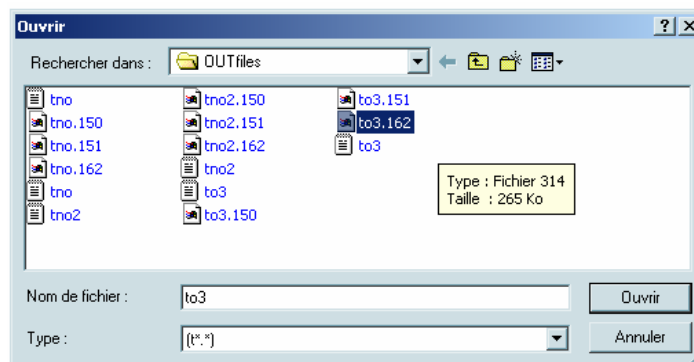 Ouvrir
Rechercher dans : OUTfiles
tno tno2.150 to3.151
tno.150 tno2.151 to3.162
tno.151 tno2.162 to3
tno.162 tno2
tno to3
tno2 to3.150
Type : Fichier 314
Taille : 265 Ko
Nom de fichier : to3 Ouvrir
Type : (t*.*) Annuler